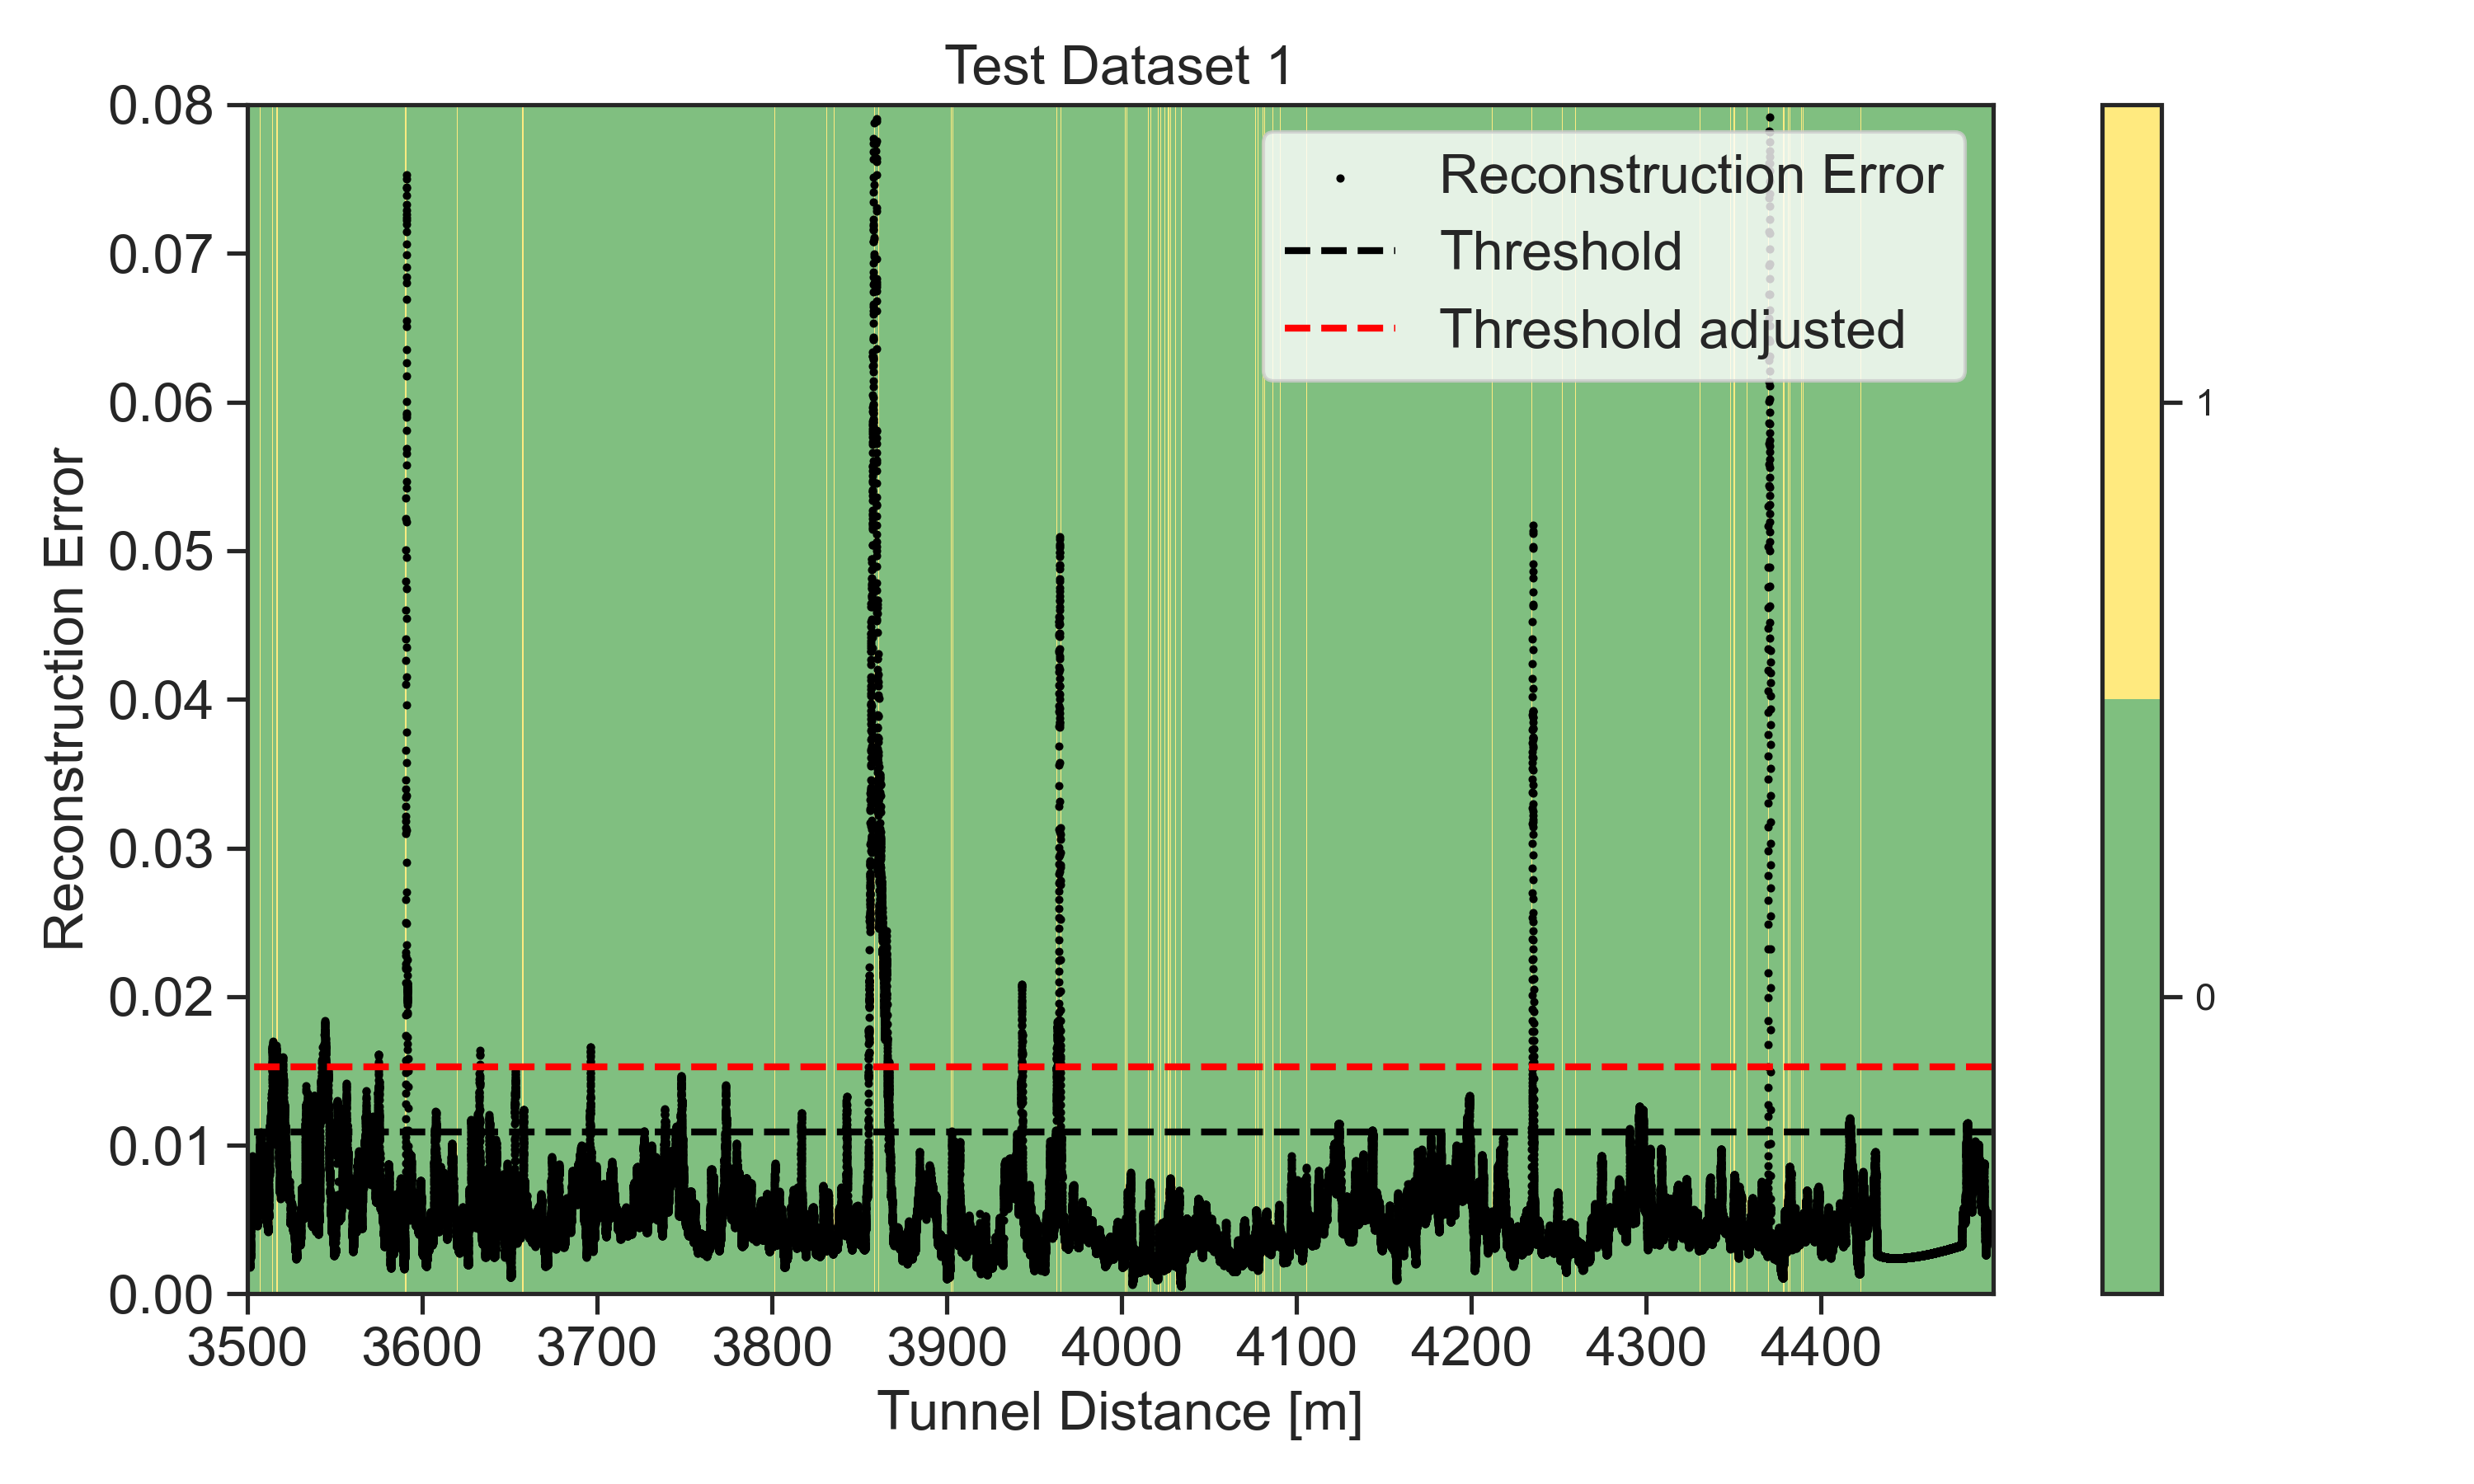 Test Dataset 1
0.08
0.07
0.06
0.05
0.04
0.03
0.02
0.01
0.00
Reconstruction Error
Reconstruction Error
Threshold
Threshold adjusted
1
0
3500 3600 3700 3800 3900 4000 4100 4200 4300 4400
Tunnel Distance [m]